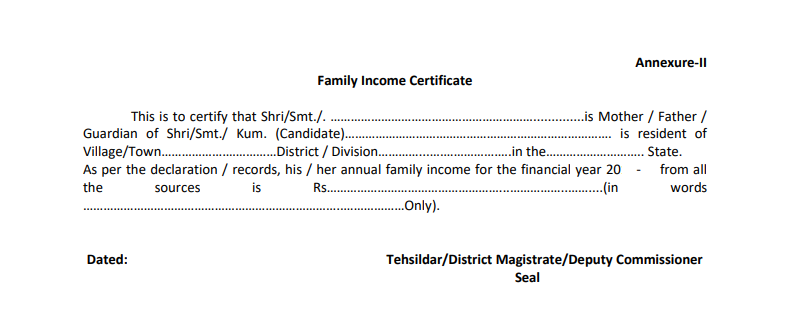 Annexure-II
Family Income Certificate
This is to certify that Shri/Smt./. ……………………………………………………..............is Mother / Father /
Guardian of Shri/Smt./ Kum. (Candidate)……………………………………………………………………. is resident of
Village/Town……………………………District / Division………………………………….in the………………………. State.
As per the declaration / records, his / her annual family income for the financial year 20 - from all
the sources is Rs……………………………………………………………..………....(in words
…………………………………………………………………..………………Only).
Dated: Tehsildar/District Magistrate/Deputy Commissioner
Seal